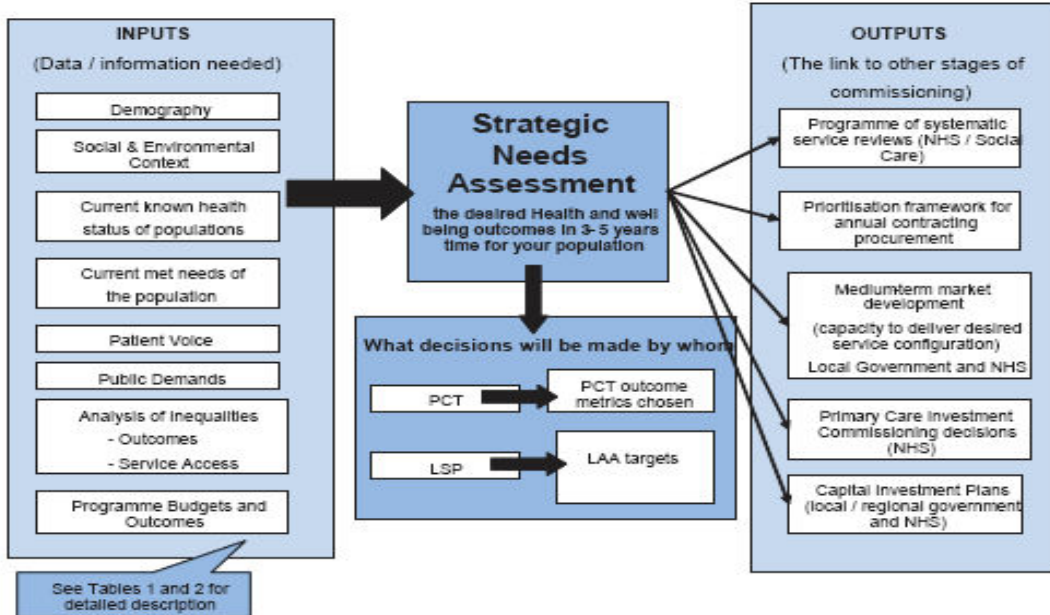 INPUTS
(Data / information needed)
Demography
Social & Environmental
Context
Current known health
status of populations
Current met needs of
the population
Patient Voice
Public Demands
Analysis of Inequalities
- Outcomes
- Service Access
Programme Budgets and
Outcomes
See Tables 1 and 2 for
detailed description
Strategic
Needs
Assessment
the desired Health and well
being outcomes in 3- 5 years
time for your population
What decisions will be made by whom
PCT
PCT outcome
metrics chosen
LSP
LAA targets
OUTPUTS
(The link to other stages of
commissioning)
Programme of systematic
service reviews (NHS / Social
Care)
Prioritisation framework for
annual contracting
procurement
Medium-term market
development
(capacity to deliver desired
service configuration)
Local Government and NHS
Primary Care Investment
Commissioning decisions
(NHS)
Capital Investment Plans
(local / regional government
and NHS)